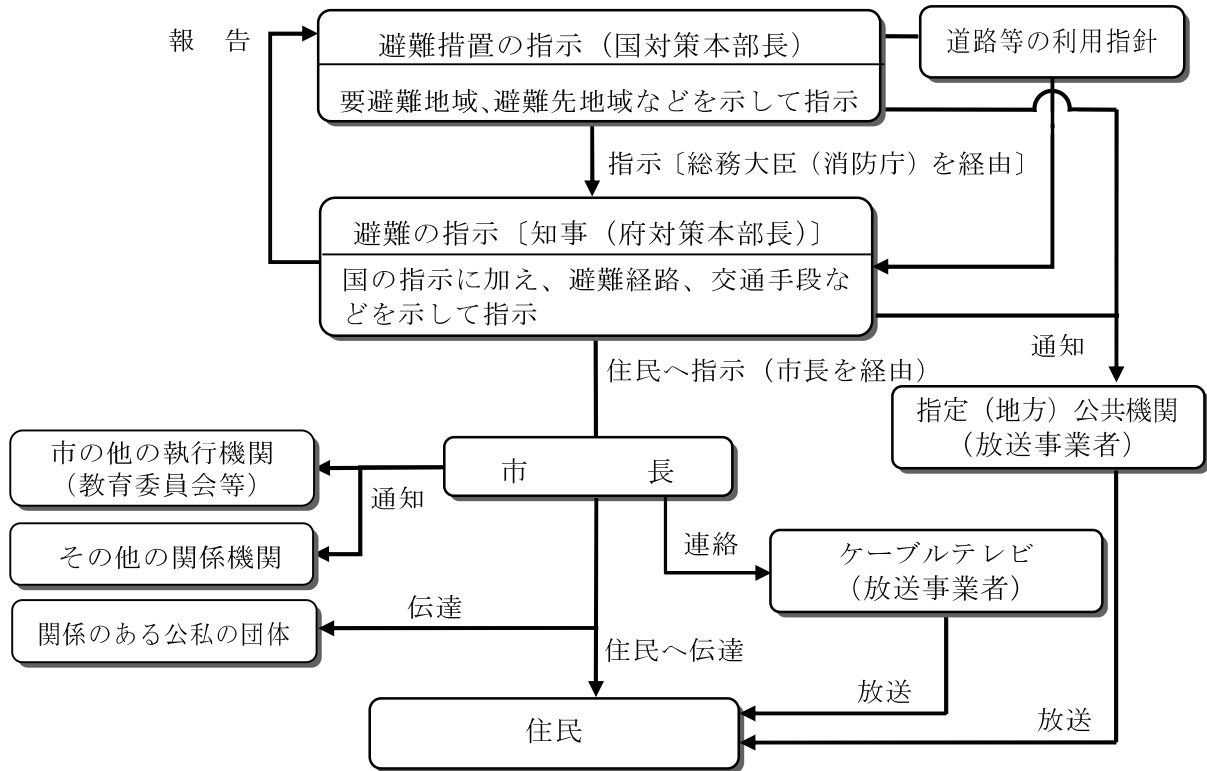 報　告
避難措置の指示（国対策本部長）
道路等の利用指針
要避難地域、避難先地域などを示して指示
指示〔総務大臣（消防庁）を経由〕
避難の指示〔知事（府対策本部長）〕
国の指示に加え、避難経路、交通手段な
どを示して指示
通知
住民へ指示（市長を経由）
指定（地方）公共機関
（放送事業者）
市の他の執行機関
（教育委員会等）
市　　　　長
通知
その他の関係機関
連絡
ケーブルテレビ
（放送事業者）
伝達
関係のある公私の団体
住民へ伝達
放送
放送
住民